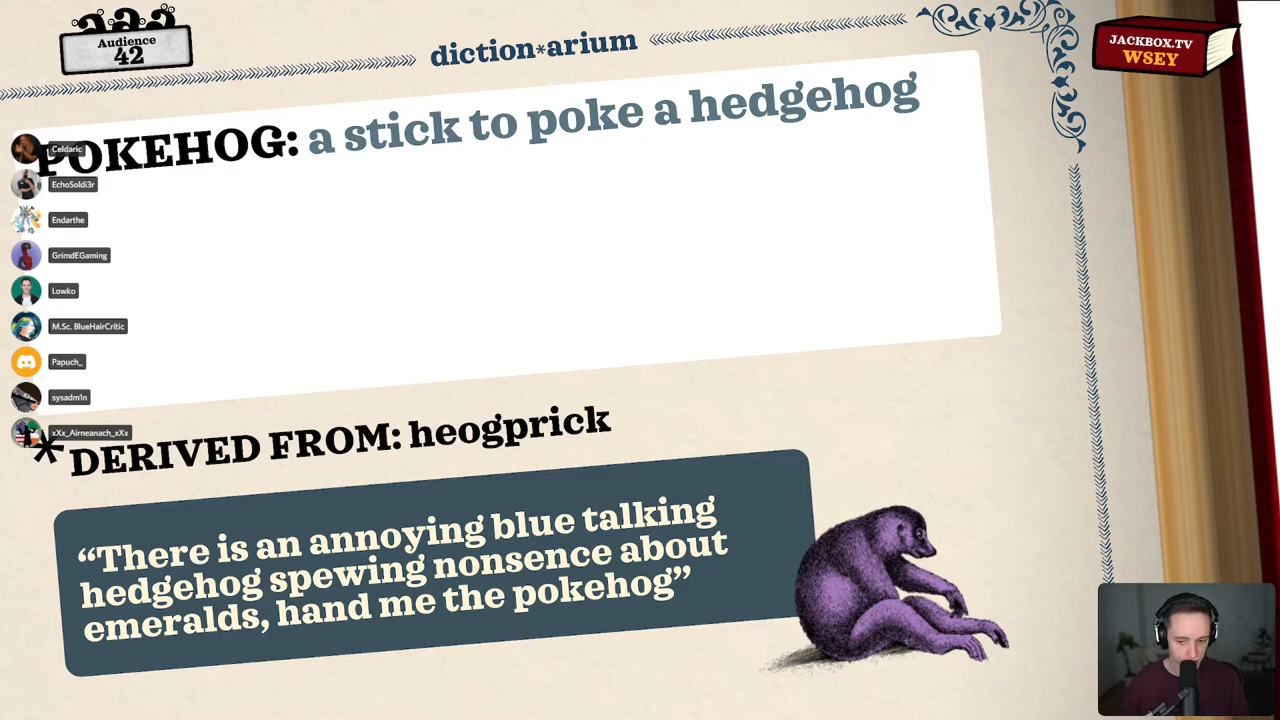 Audience
42
diction*arium
JACKBOX.TV
WSEY
POKEHOG: a stick to poke a hedgehog
Celdaric
EchoSoldi3r
Endarthe
GrimdEGaming
Lowko
M.Sc. BlueHairCritic
Papuch_
sysadm1n
xXx_Airneanach_xXx
*DERIVED FROM: heogprick
“There is an annoying blue talking
hedgehog spewing nonsence about
emeralds, hand me the pokehog”